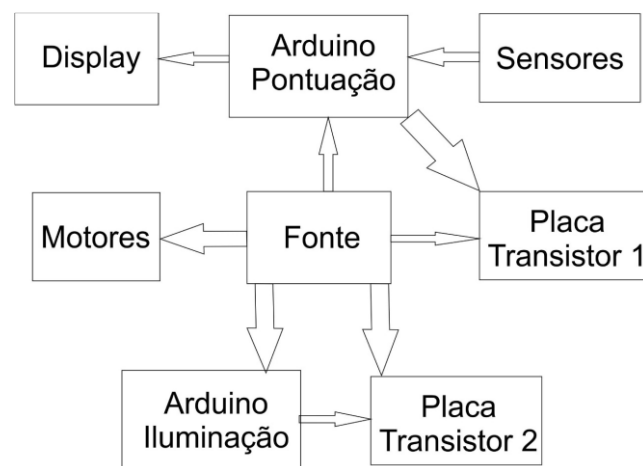 Display
Arduino
Pontuação
Sensores
Motores
Fonte
Placa
Transistor 1
Arduino
Iluminação
Placa
Transistor 2